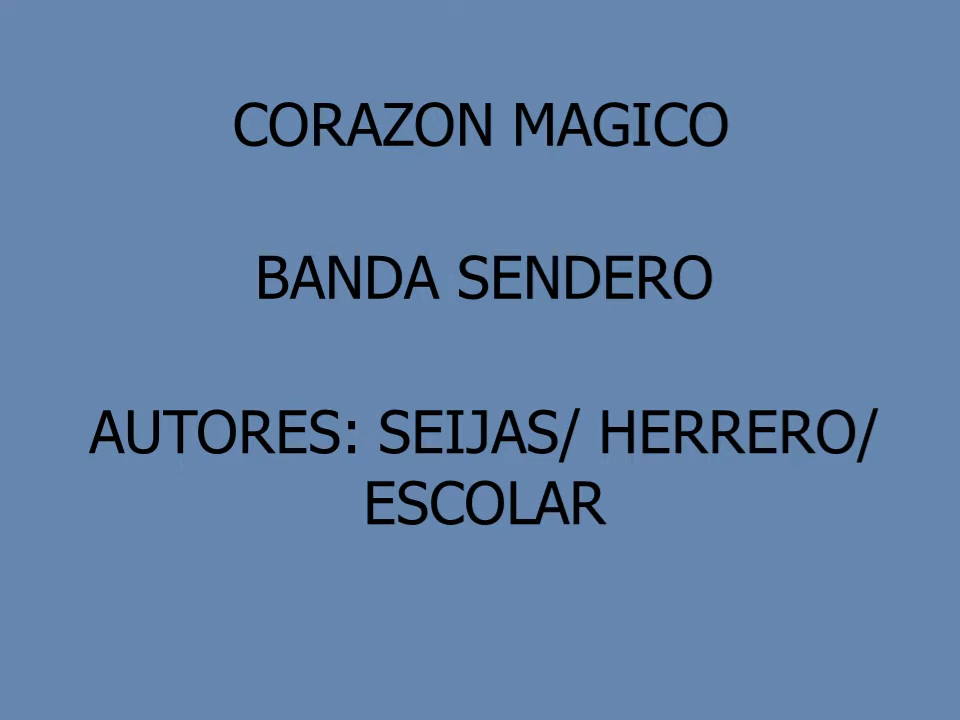 CORAZON MAGICO
BANDA SENDERO
AUTORES: SEIJAS/ HERRERO/
ESCOLAR